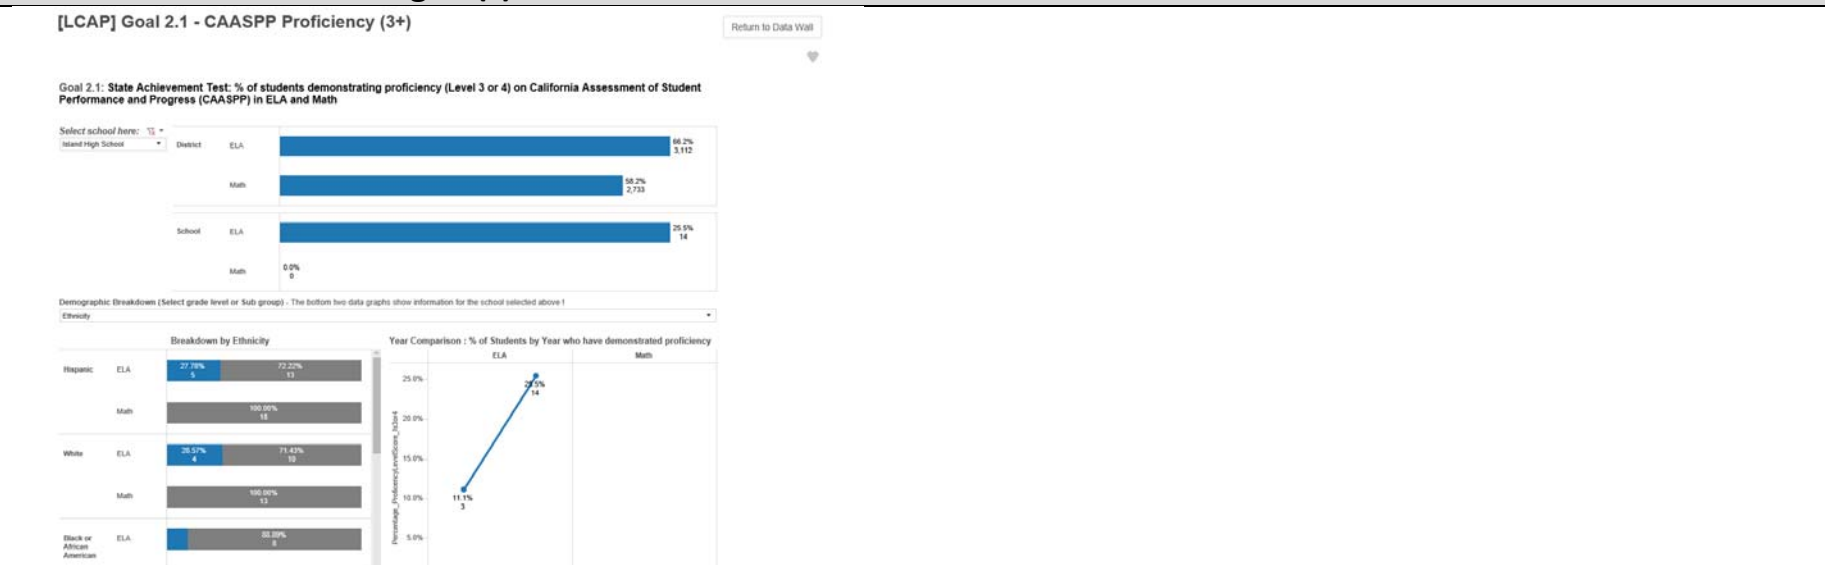 [LCAP] Goal 2.1 - CAASPP Proficiency (3+)
Return to Data Wall
Goal 2.1: State Achievement Test: % of students demonstrating proficiency (Level 3 or 4) on California Assessment of Student
Performance and Progress (CAASPP) in ELA and Math
Select school here:
Island High School
District
ELA
66.2%
3,112
Math
58.2%
2,733
School
ELA
25.5%
14
Math
0.0%
0
Demographic Breakdown (Select grade level or Sub group) - The bottom two data graphs show information for the school selected above !
Ethnicity
Breakdown by Ethnicity
Hispanic
ELA
27.78%
5
72.22%
13
Math
100.00%
18
White
ELA
28.57%
4
71.43%
10
Math
100.00%
13
Black or
African
American
ELA
88.89%
8
Year Comparison : % of Students by Year who have demonstrated proficiency
ELA
Math
25.0%
20.0%
15.0%
10.0%
5.0%
25.5%
14
11.1%
3